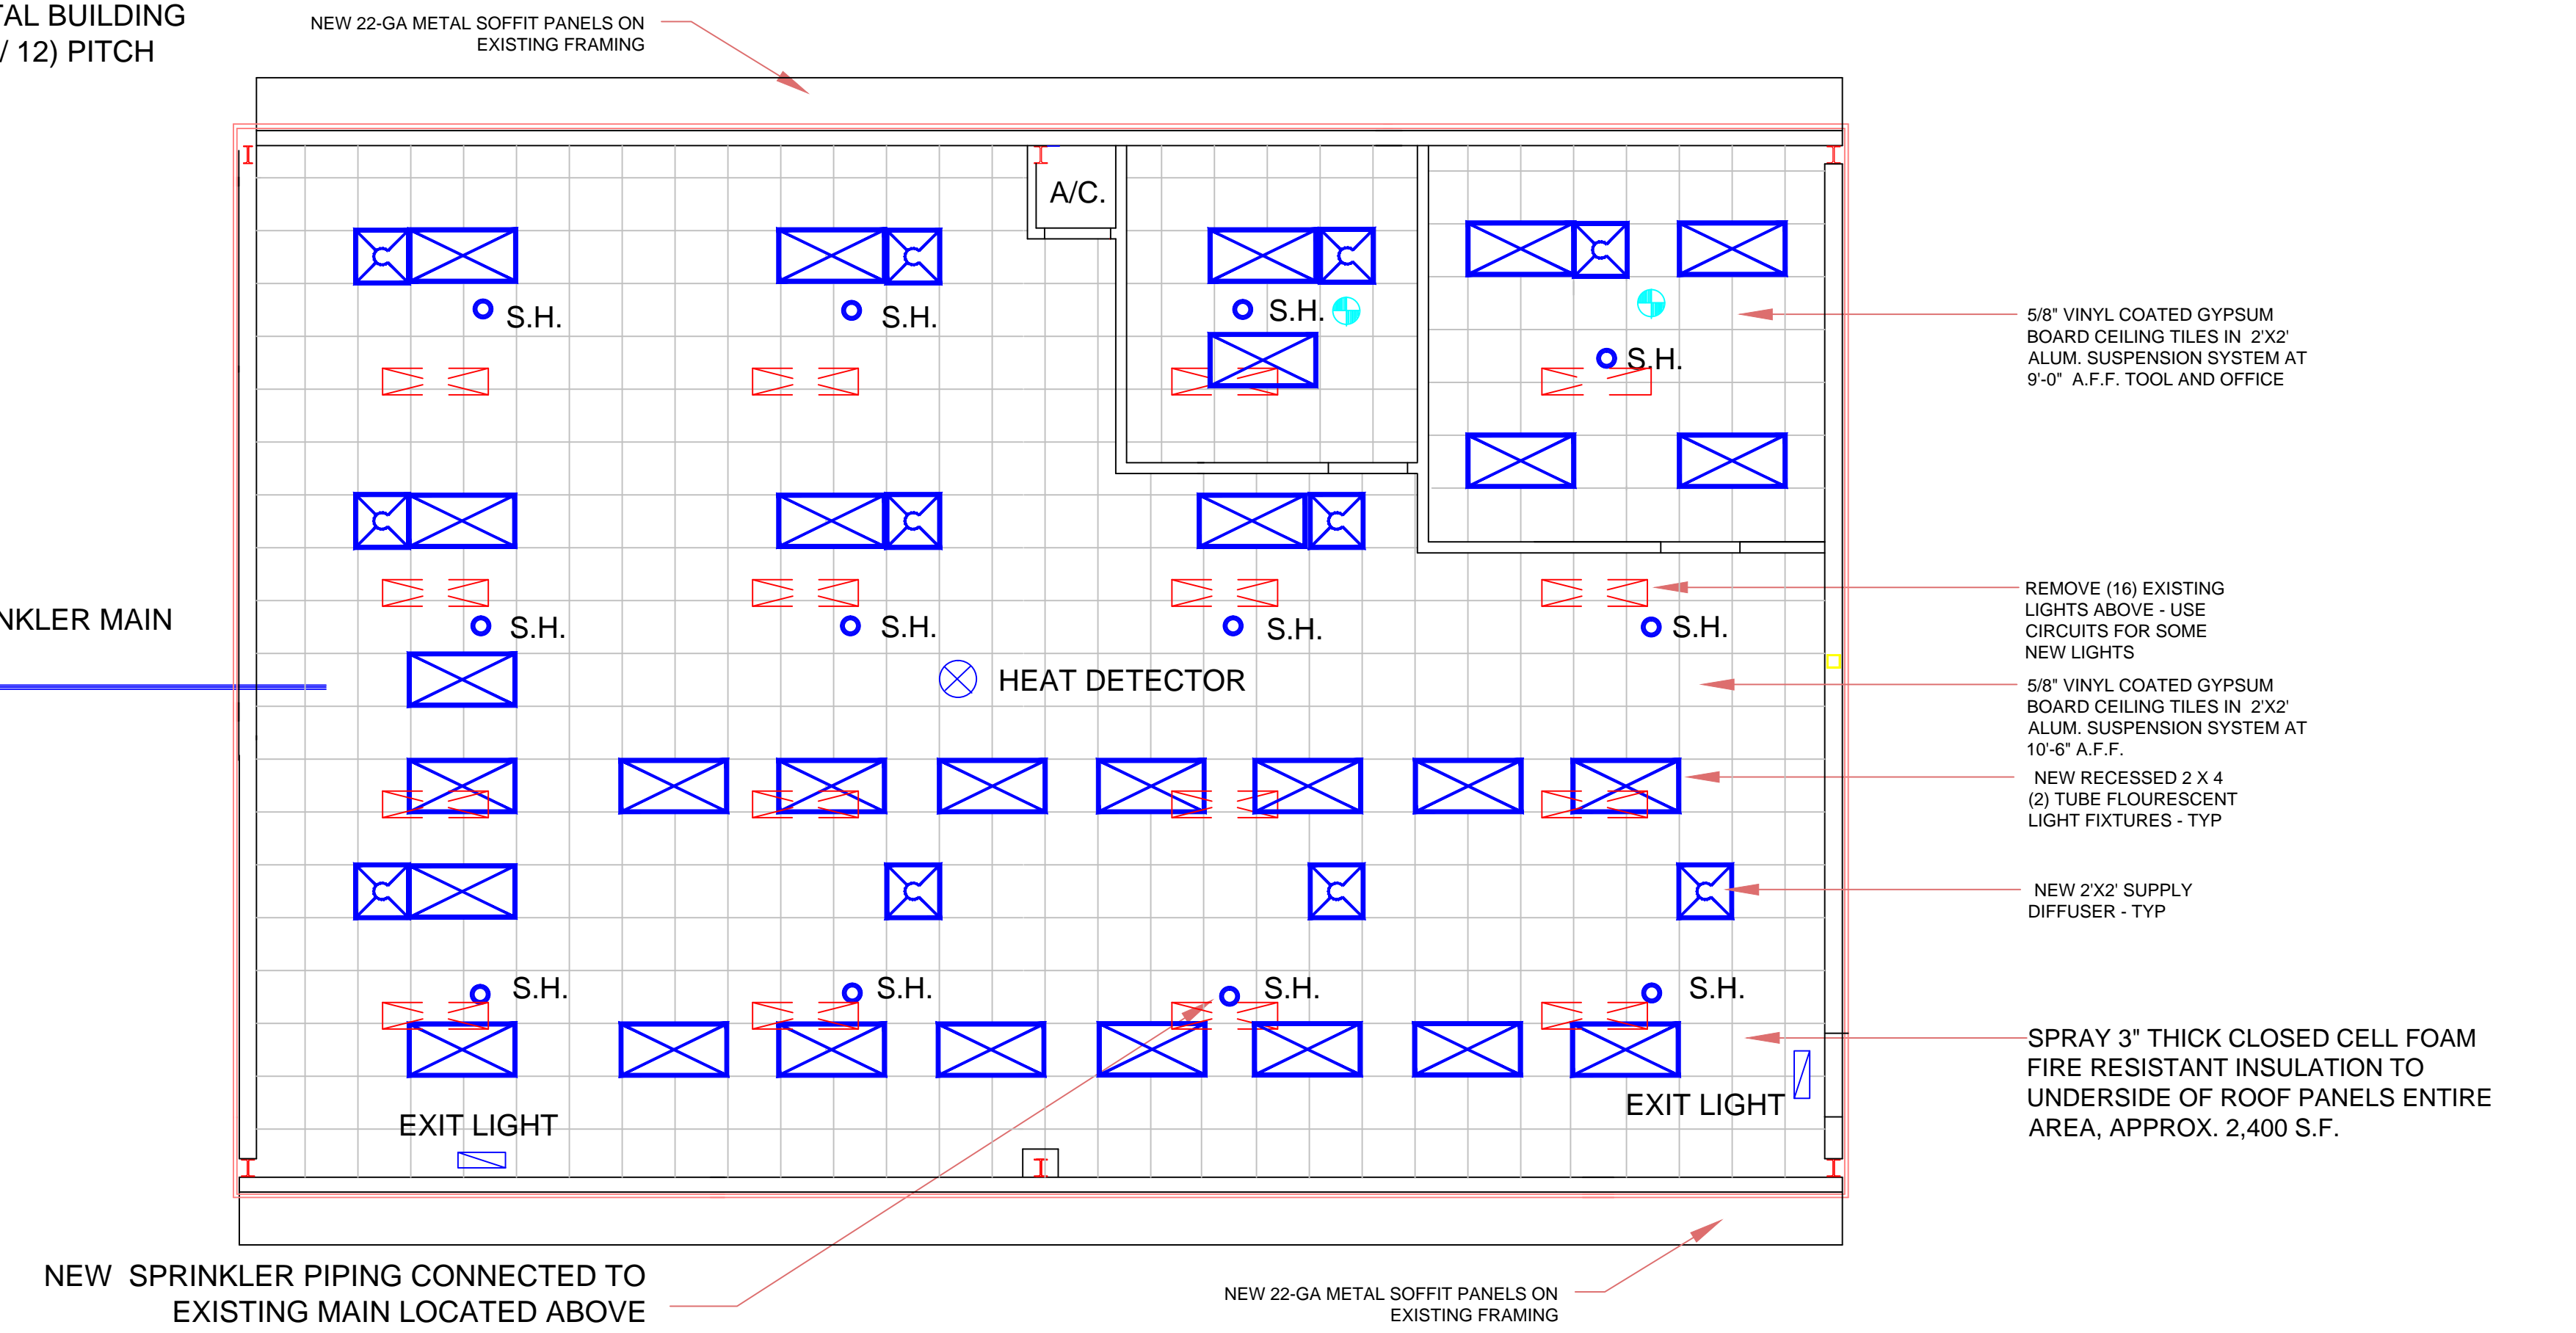 TAL BUILDING
/ 12) PITCH
NEW 22-GA METAL SOFFIT PANELS ON
EXISTING FRAMING
A/C.
S.H.
S.H.
S.H.
S.H.
5/8" VINYL COATED GYPSUM
BOARD CEILING TILES IN 2'X2'
ALUM. SUSPENSION SYSTEM AT
9'-0" A.F.F. TOOL AND OFFICE
REMOVE (16) EXISTING
LIGHTS ABOVE - USE
CIRCUITS FOR SOME
NEW LIGHTS
NKLER MAIN
S.H.
S.H.
S.H.
S.H.
HEAT DETECTOR
5/8" VINYL COATED GYPSUM
BOARD CEILING TILES IN 2'X2'
ALUM. SUSPENSION SYSTEM AT
10'-6" A.F.F.
NEW RECESSED 2 X 4
(2) TUBE FLOURESCENT
LIGHT FIXTURES - TYP
NEW 2'X2' SUPPLY
DIFFUSER - TYP
S.H.
S.H.
S.H.
S.H.
SPRAY 3" THICK CLOSED CELL FOAM
FIRE RESISTANT INSULATION TO
UNDERSIDE OF ROOF PANELS ENTIRE
AREA, APPROX. 2,400 S.F.
EXIT LIGHT
EXIT LIGHT
NEW SPRINKLER PIPING CONNECTED TO
EXISTING MAIN LOCATED ABOVE
NEW 22-GA METAL SOFFIT PANELS ON
EXISTING FRAMING